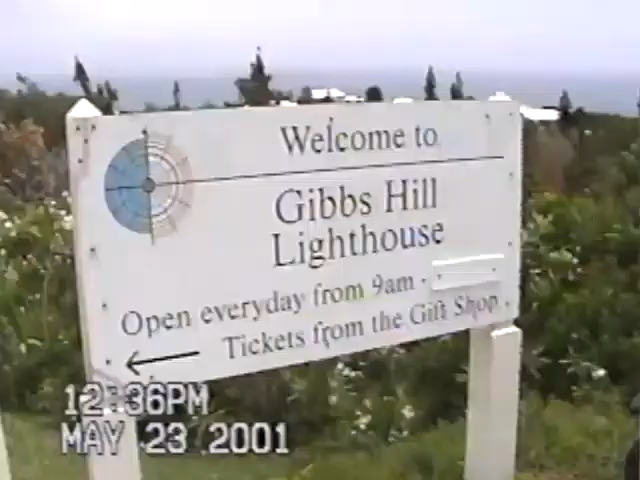 Welcome to
Gibbs Hill
Lighthouse
Open everyday from 9am -
Tickets from the Gift Shop
12:36PM
MAY 23 2001